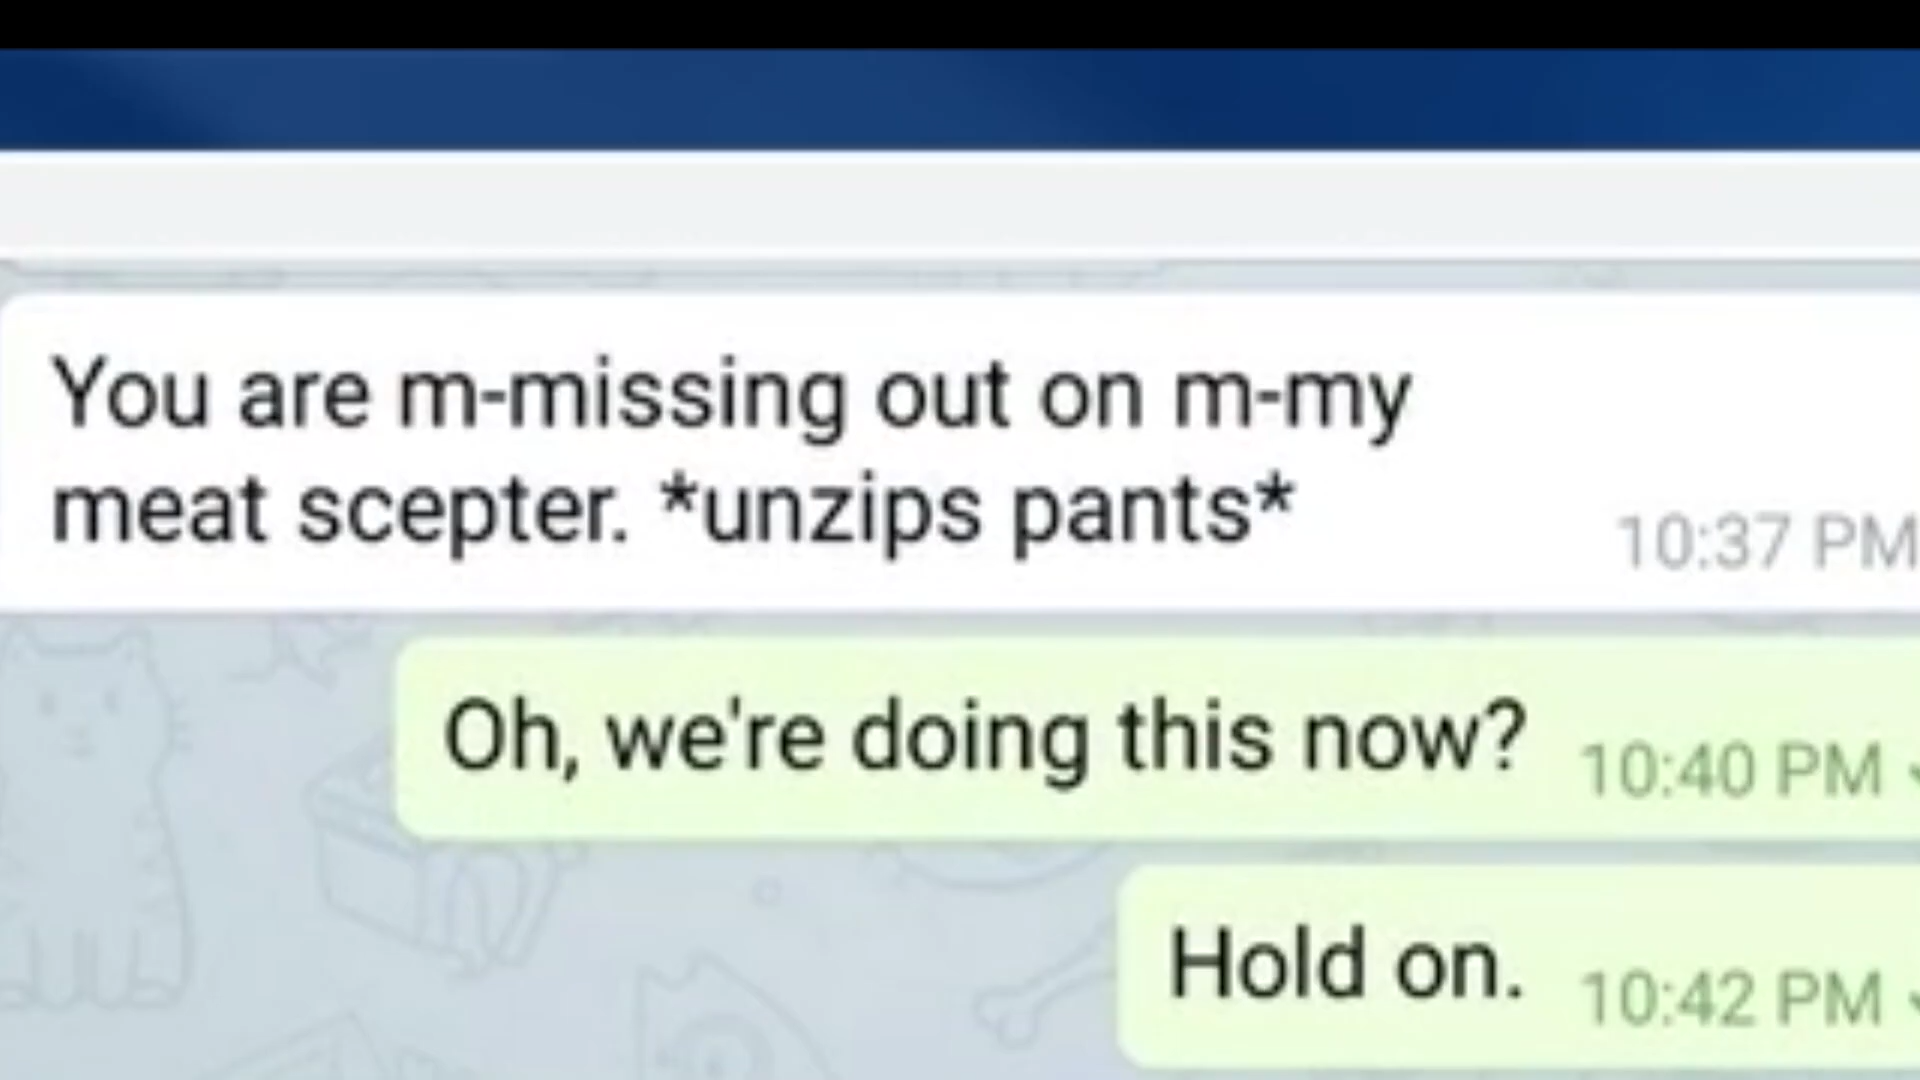 You are m-missing out on m-my
meat scepter. *unzips pants*
10:37 PM
Oh, we're doing this now?
10:40 PM
Hold on.
10:42 PM